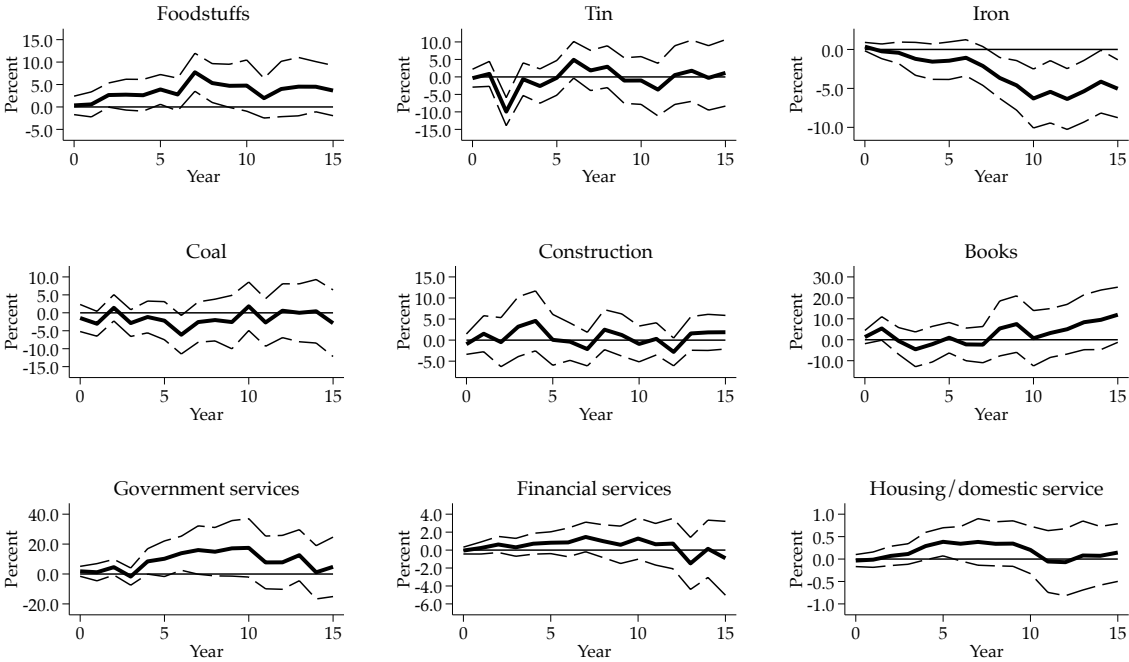 Foodstuffs
Percent
15.0
10.0
5.0
0.0
-5.0
0 5 10 15
Year
Tin
Percent
10.0
5.0
0.0
-5.0
-10.0
-15.0
0 5 10 15
Year
Iron
Percent
0.0
-5.0
-10.0
0 5 10 15
Year
Coal
Percent
10.0
5.0
0.0
-5.0
-10.0
-15.0
0 5 10 15
Year
Construction
Percent
15.0
10.0
5.0
0.0
-5.0
0 5 10 15
Year
Books
Percent
30.0
20.0
10.0
0.0
-10.0
0 5 10 15
Year
Government services
Percent
40.0
20.0
0.0
-20.0
0 5 10 15
Year
Financial services
Percent
4.0
2.0
0.0
-2.0
-4.0
-6.0
0 5 10 15
Year
Housing/domestic service
Percent
1.0
0.5
0.0
-0.5
-1.0
0 5 10 15
Year